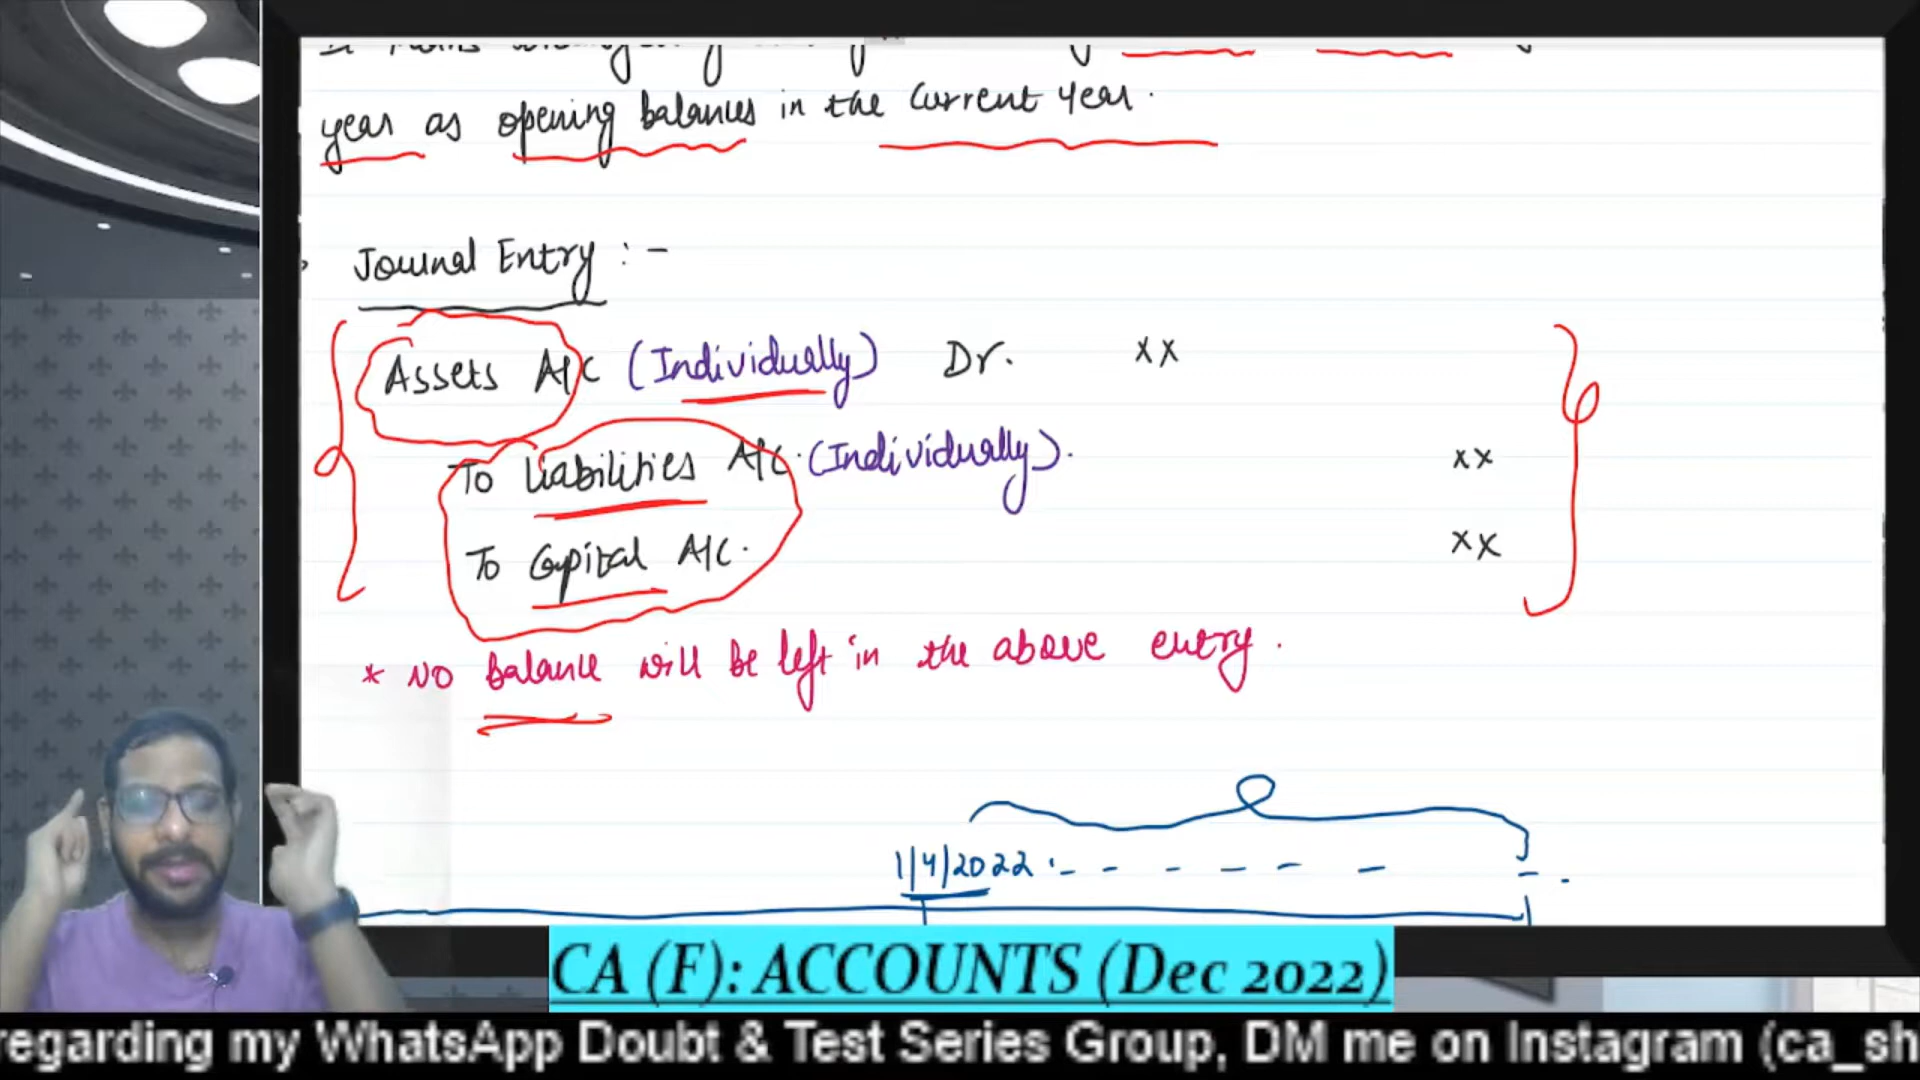 year as opening balances in the current year.
Journal Entry :-
Assets A/C (Individually) Dr. xx
To Liabilities A/C. (Individually). xx
To Capital A/C. xx
* NO balance will be left in the above entry.
1/4/2022
CA (F): ACCOUNTS (Dec 2022)
regarding my WhatsApp Doubt & Test Series Group, DM me on Instagram (ca_sh